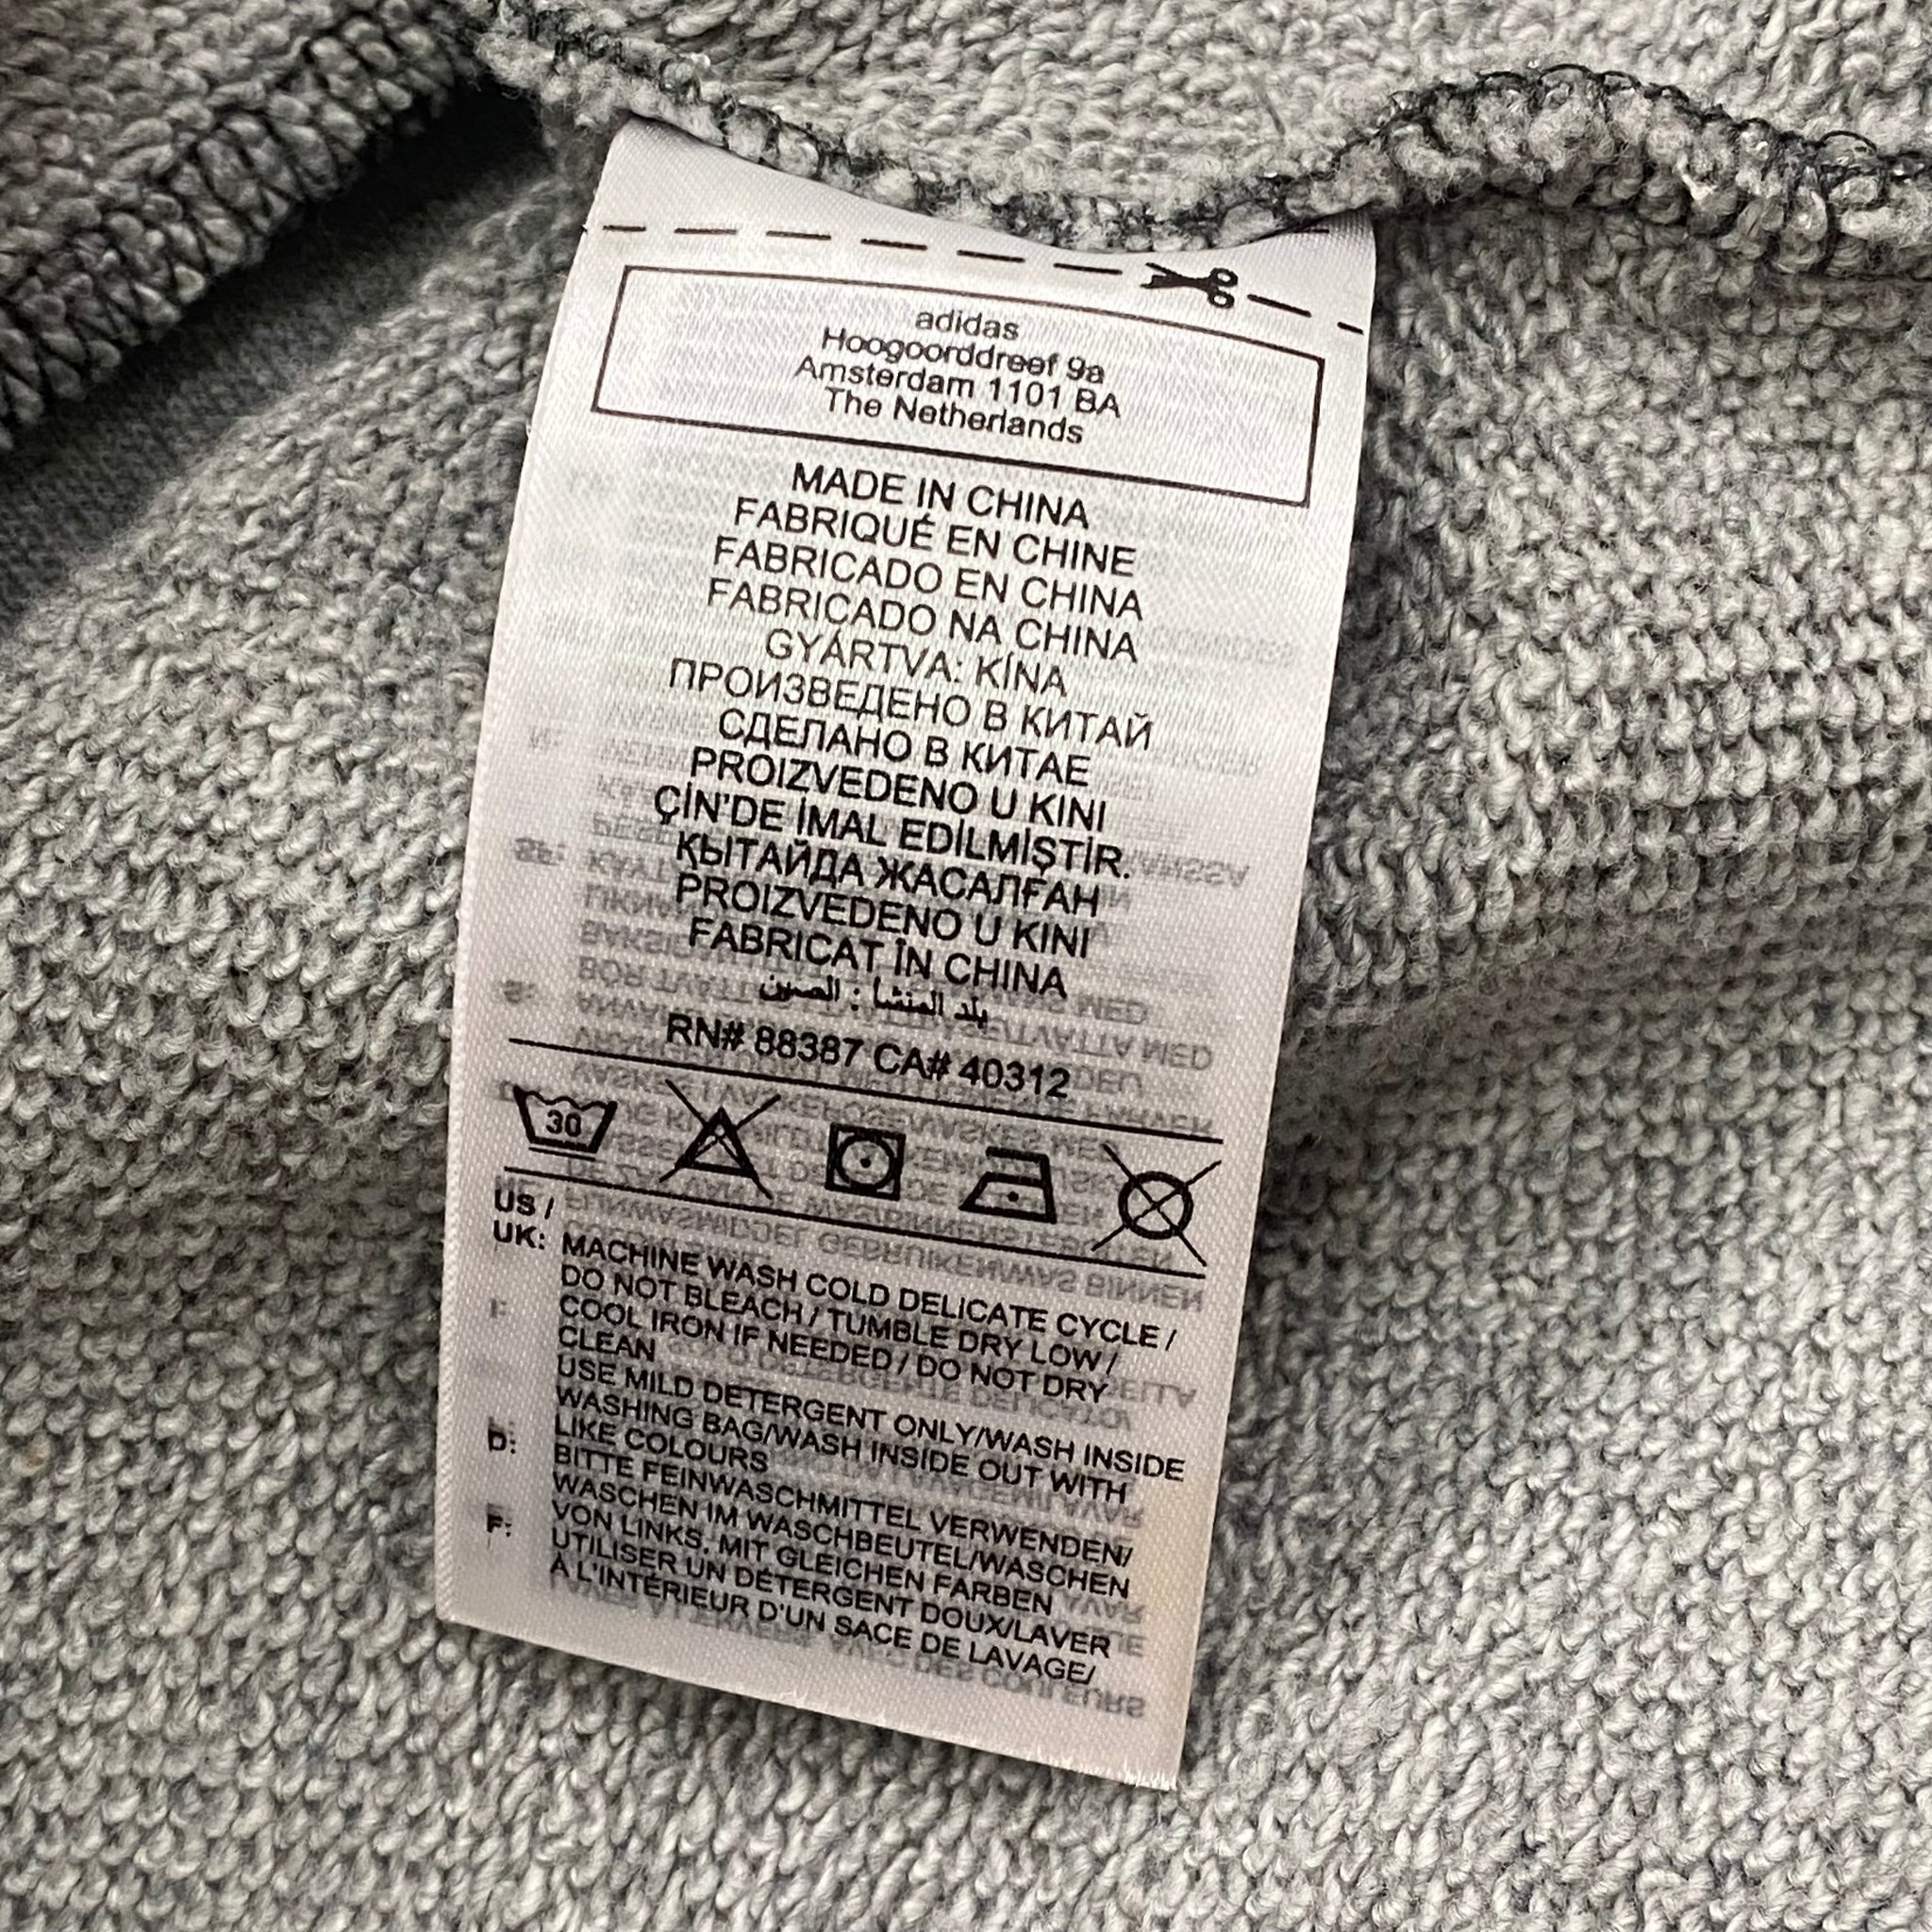 adidas
Hoogoorddreef 9a
Amsterdam 1101 BA
The Netherlands
MADE IN CHINA
FABRIQUÉ EN CHINE
FABRICADO EN CHINA
FABRICADO NA CHINA
GYÁRTVA: KÍNA
ПРОИЗВЕДЕНО В КИТАЙ
СДЕЛАНО В КИТАЕ
PROIZVEDENO U KINI
ÇİN'DE İMAL EDİLMİŞTİR.
ҚЫТАЙДА ЖАСАЛҒАН
PROIZVEDENO U KINI
FABRICAT ÎN CHINA
بلد المنشأ : الصين
RN# 88387 CA# 40312
30
US /
UK: MACHINE WASH COLD DELICATE CYCLE /
DO NOT BLEACH / TUMBLE DRY LOW /
COOL IRON IF NEEDED / DO NOT DRY
CLEAN
USE MILD DETERGENT ONLY/WASH INSIDE
WASHING BAG/WASH INSIDE OUT WITH
LIKE COLOURS
D: BITTE FEINWASCHMITTEL VERWENDEN/
WASCHEN IM WASCHBEUTEL/WASCHEN
VON LINKS, MIT GLEICHEN FARBEN
F: UTILISER UN DÉTERGENT DOUX/LAVER
À L'INTÉRIEUR D'UN SACE DE LAVAGE/